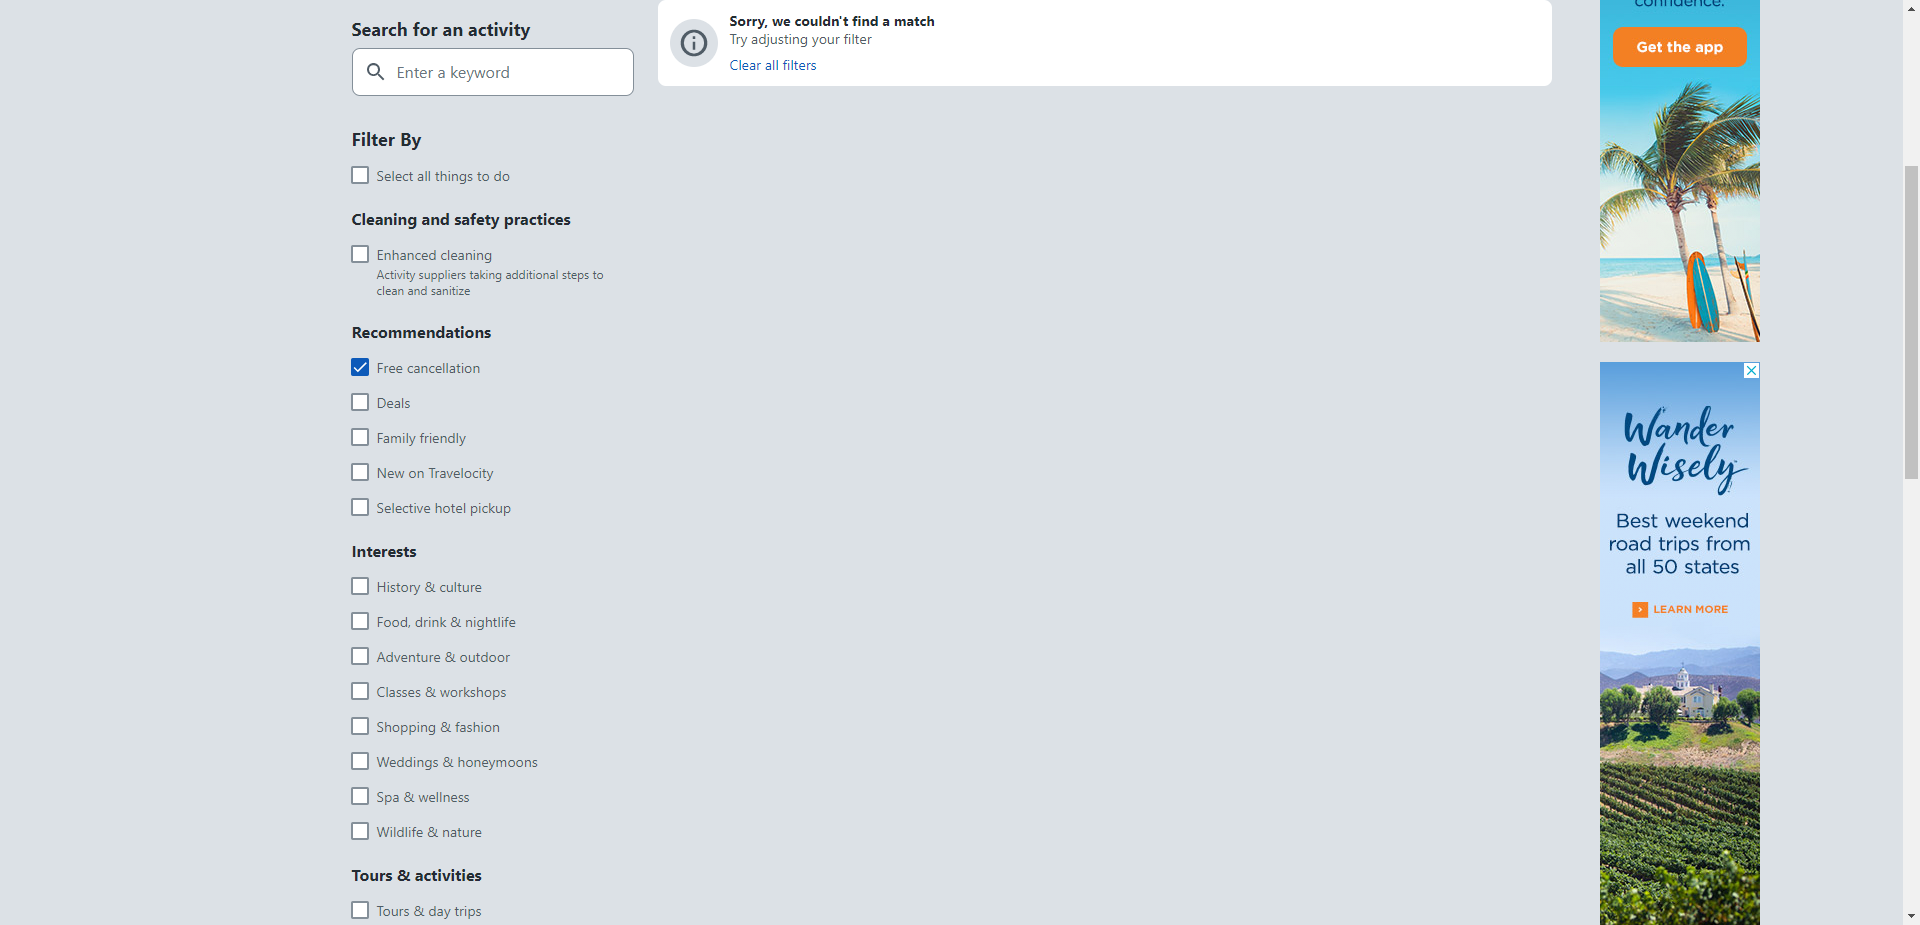 Search for an activity
Enter a keyword
Filter By
Select all things to do
Cleaning and safety practices
Enhanced cleaning
Activity suppliers taking additional steps to
clean and sanitize
Recommendations
Free cancellation
Deals
Family friendly
New on Travelocity
Selective hotel pickup
Interests
History & culture
Food, drink & nightlife
Adventure & outdoor
Classes & workshops
Shopping & fashion
Weddings & honeymoons
Spa & wellness
Wildlife & nature
Tours & activities
Tours & day trips
Sorry, we couldn't find a match
Try adjusting your filter
Clear all filters
confidence.
Get the app
Wander
Wisely
Best weekend
road trips from
all 50 states
LEARN MORE